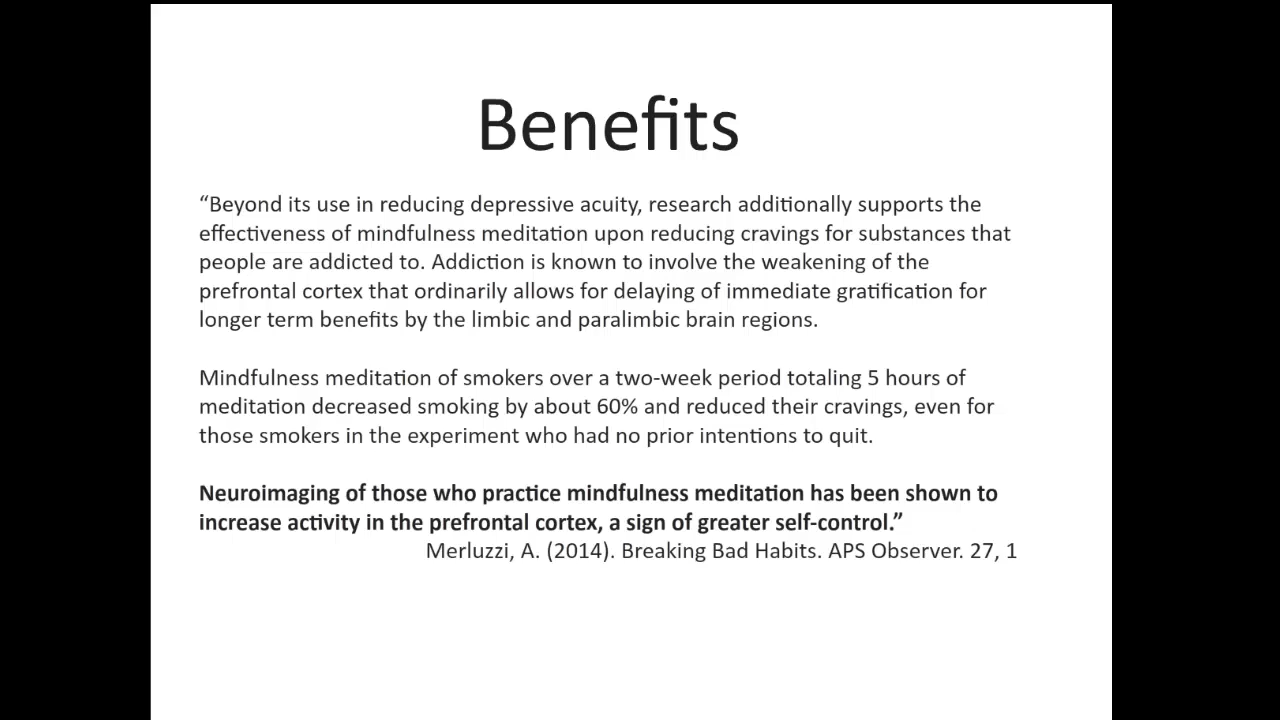 Benefits
“Beyond its use in reducing depressive acuity, research additionally supports the
effectiveness of mindfulness meditation upon reducing cravings for substances that
people are addicted to. Addiction is known to involve the weakening of the
prefrontal cortex that ordinarily allows for delaying of immediate gratification for
longer term benefits by the limbic and paralimbic brain regions.
Mindfulness meditation of smokers over a two-week period totaling 5 hours of
meditation decreased smoking by about 60% and reduced their cravings, even for
those smokers in the experiment who had no prior intentions to quit.
Neuroimaging of those who practice mindfulness meditation has been shown to
increase activity in the prefrontal cortex, a sign of greater self-control.”
Merluzzi, A. (2014). Breaking Bad Habits. APS Observer. 27, 1